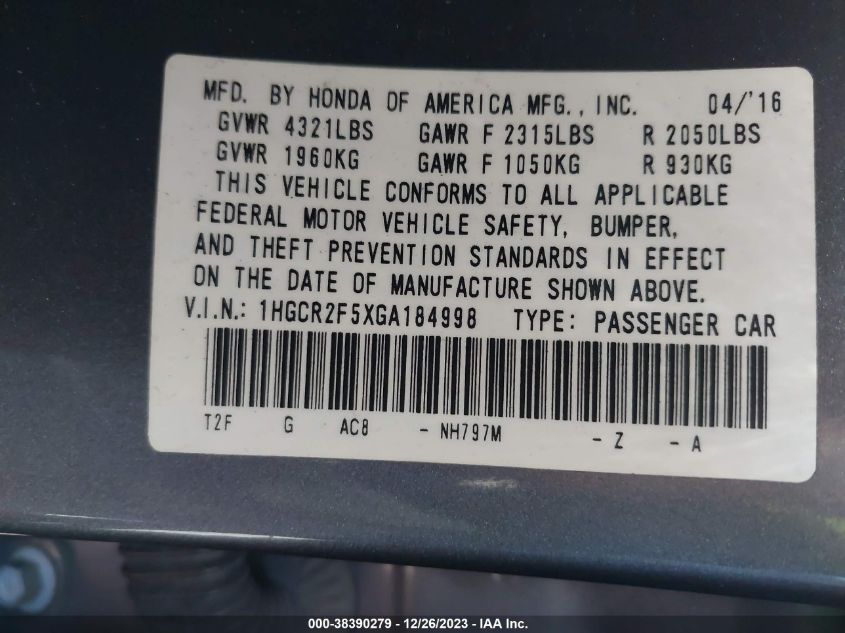 MFD. BY HONDA OF AMERICA MFG., INC. 04/'16
GVWR 4321LBS GAWR F 2315LBS R 2050LBS
GVWR 1960KG GAWR F 1050KG R 930KG
THIS VEHICLE CONFORMS TO ALL APPLICABLE
FEDERAL MOTOR VEHICLE SAFETY, BUMPER,
AND THEFT PREVENTION STANDARDS IN EFFECT
ON THE DATE OF MANUFACTURE SHOWN ABOVE.
V.I.N.: 1HGCR2F5XGA184998 TYPE: PASSENGER CAR
T2F G AC8 - NH797M - Z - A
000-38390279 - 12/26/2023 - IAA Inc.